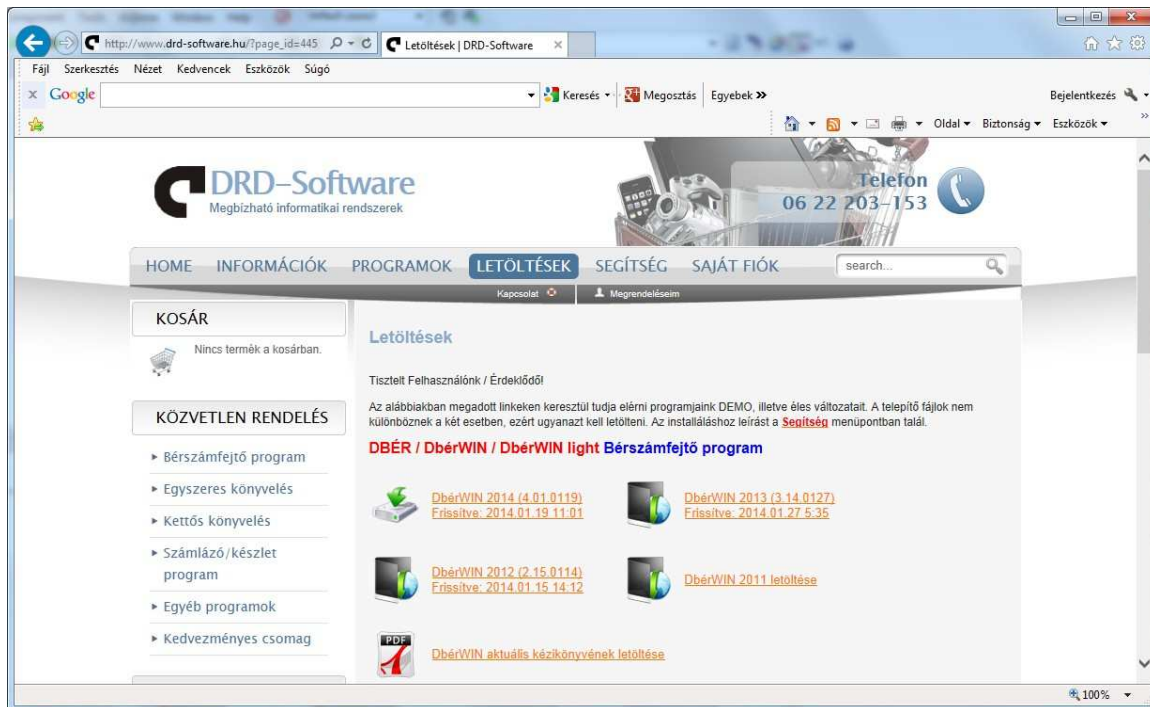 http://www.drd-software.hu/?page_id=445
Letöltések | DRD-Software
Fájl Szerkesztés Nézet Kedvencek Eszközök Súgó
x Google Keresés Megosztás Egyebek » Bejelentkezés
Oldal Biztonság Eszközök »
DRD-Software
Megbízható informatikai rendszerek
Telefon
06 22 203-153
HOME INFORMÁCIÓK PROGRAMOK LETÖLTÉSEK SEGÍTSÉG SAJÁT FIÓK search...
Kapcsolat Megrendeléseim
KOSÁR
Nincs termék a kosárban.
KÖZVETLEN RENDELÉS
Bérszámfejtő program
Egyszeres könyvelés
Kettős könyvelés
Számlázó/készlet
program
Egyéb programok
Kedvezményes csomag
Letöltések
Tisztelt Felhasználónk / Érdeklődő!
Az alábbiakban megadott linkeken keresztül tudja elérni programjaink DEMO, illetve éles változatait. A telepítő fájlok nem
különböznek a két esetben, ezért ugyanazt kell letölteni. Az installáláshoz leírást a Segítség menüpontban talál.
DBÉR / DbérWIN / DbérWIN light Bérszámfejtő program
DbérWIN 2014 (4.01.0119)
Frissítve: 2014.01.19 11:01
DbérWIN 2013 (3.14.0127)
Frissítve: 2014.01.27 5:35
DbérWIN 2012 (2.15.0114)
Frissítve: 2014.01.15 14:12
DbérWIN 2011 letöltése
PDF
DbérWIN aktuális kézikönyvének letöltése
100%